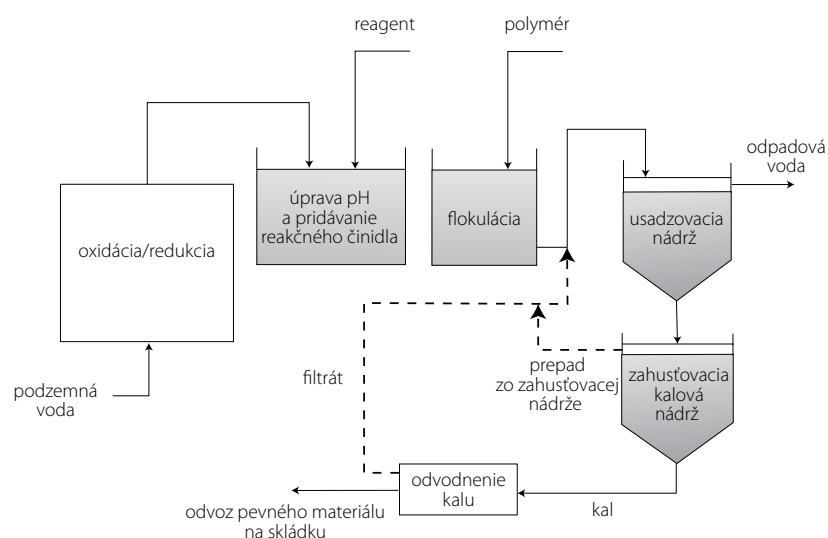 reagent
polymér
odpadová
voda
úprava pH
a pridávanie
reakčného činidla
flokulácia
usadzovacia
nádrž
oxidácia/redukcia
podzemná
voda
filtrát
prepad
zo zahusťovacej
nádrže
zahusťovacia
kalová
nádrž
odvodnenie
kalu
kal
odvoz pevného materiálu
na skládku